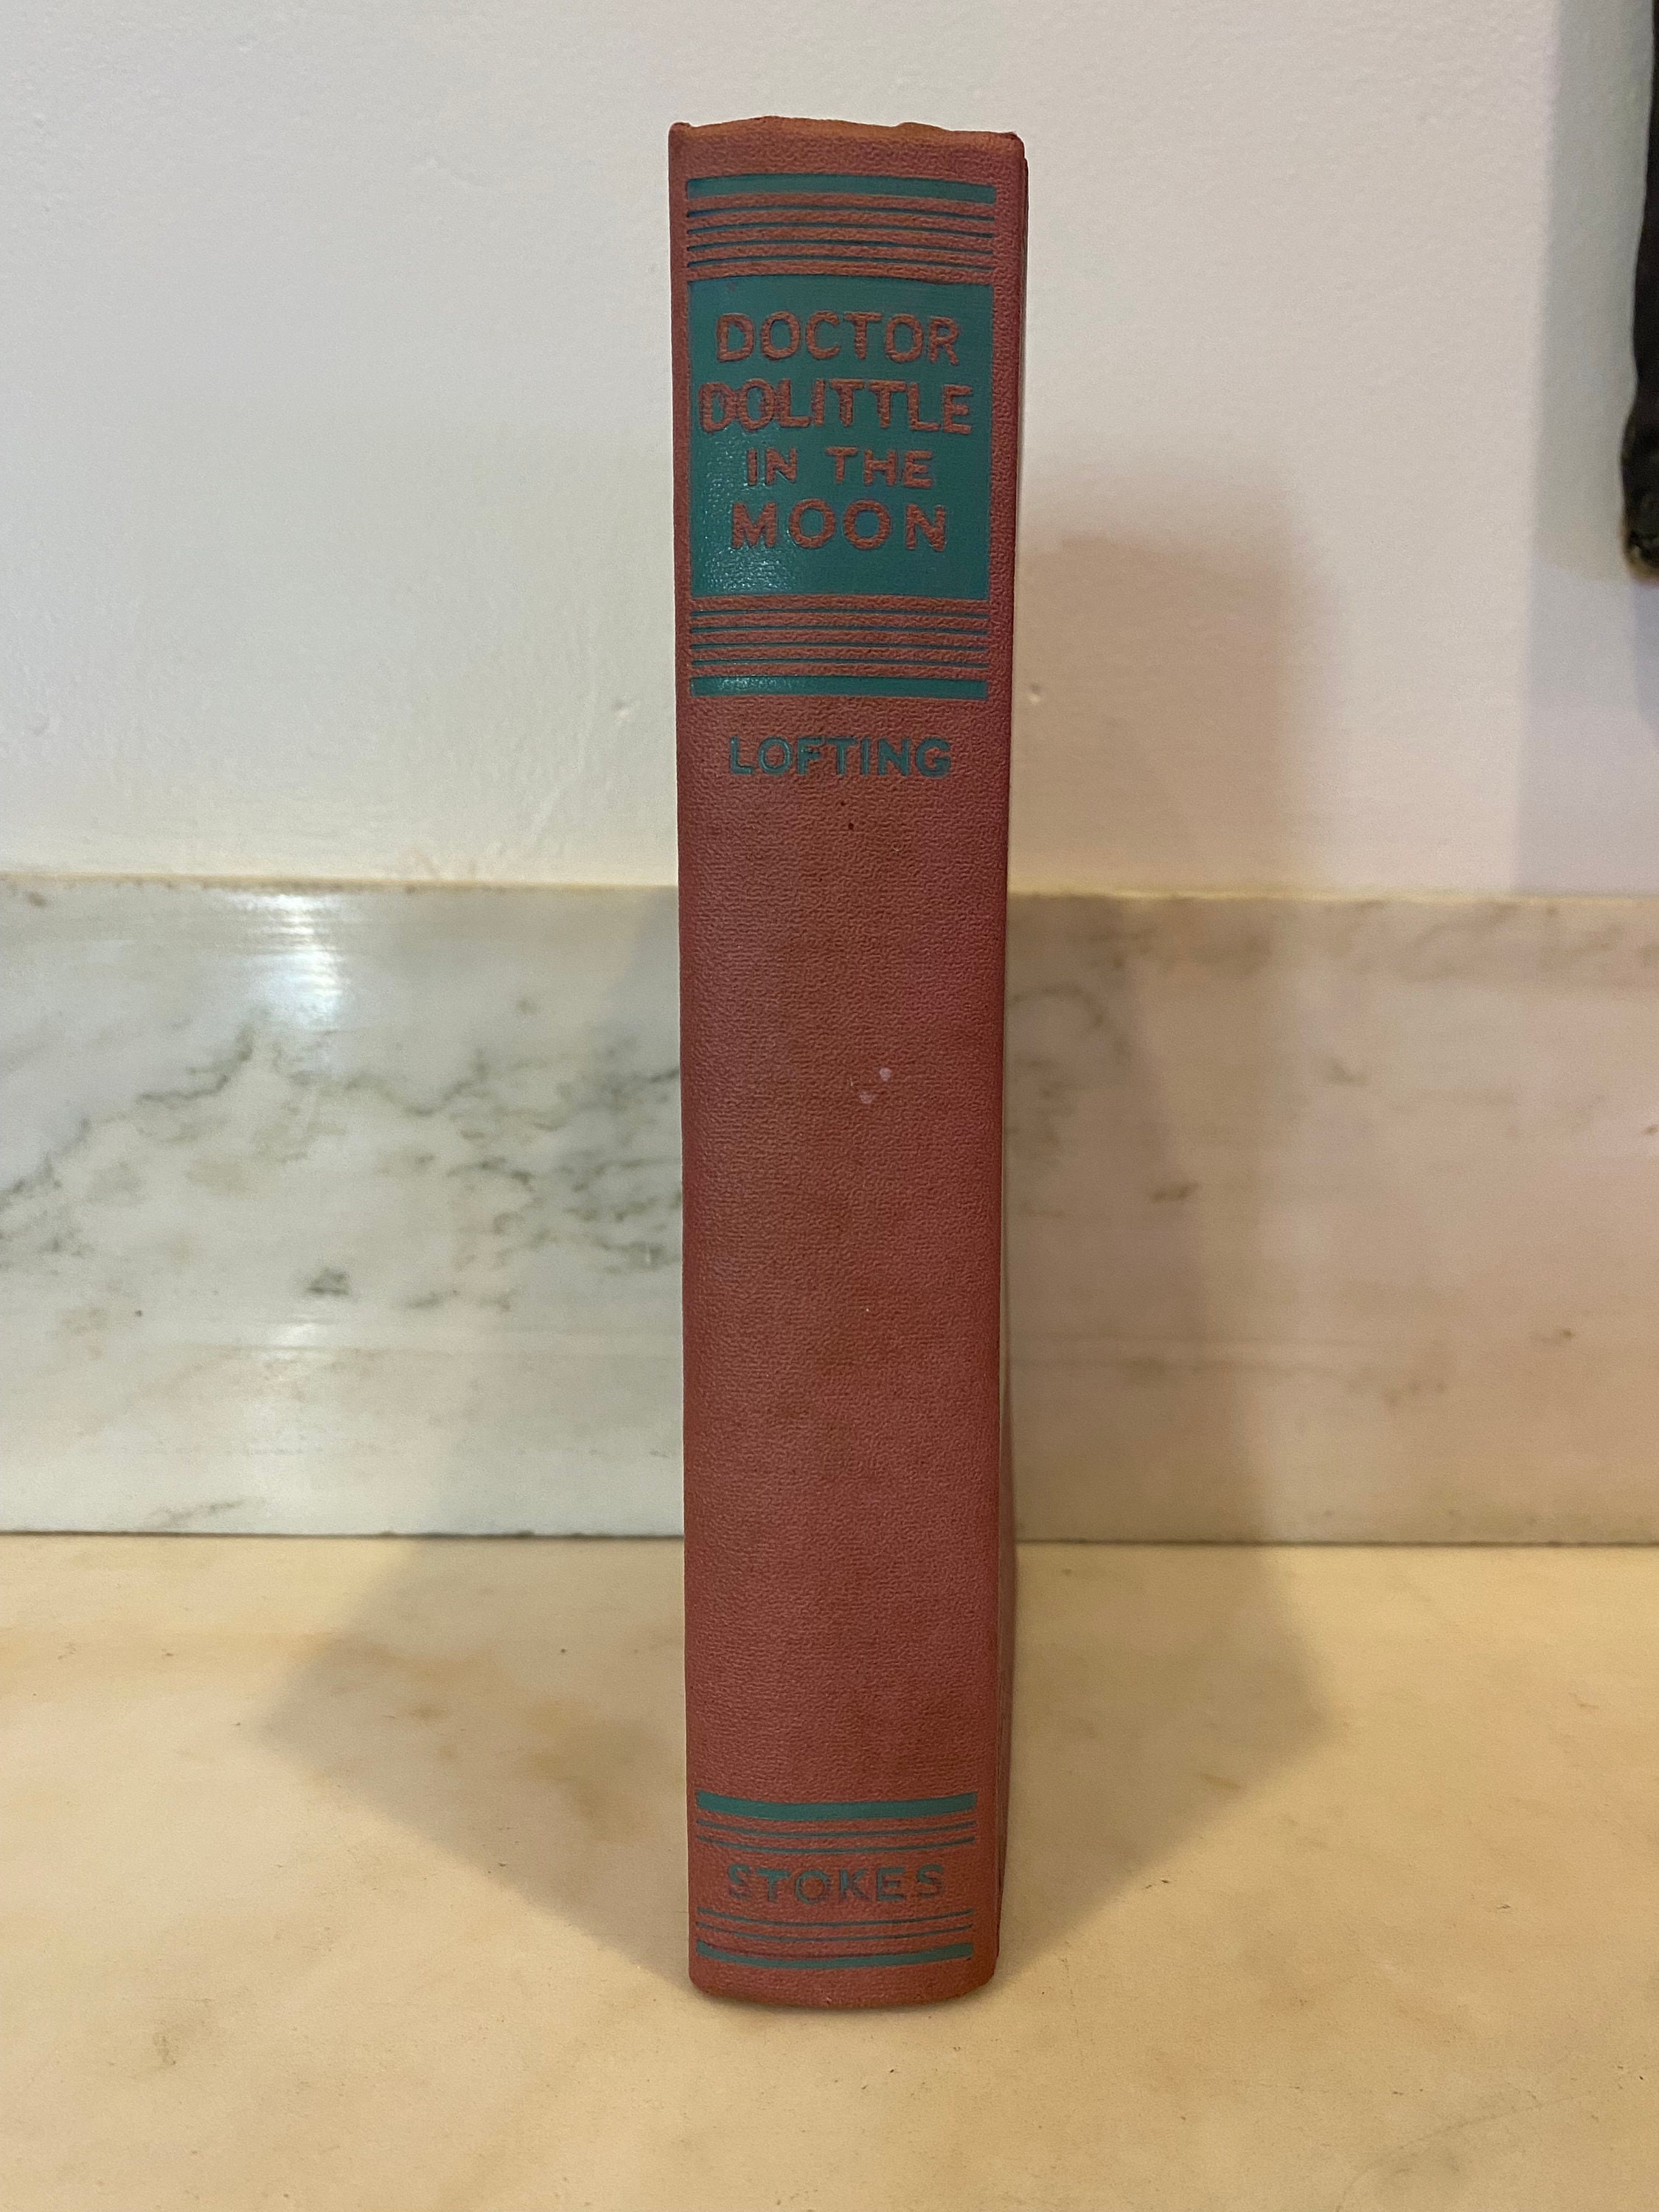 DOCTOR
DOLITTLE
IN THE
MOON
LOFTING
STOKES